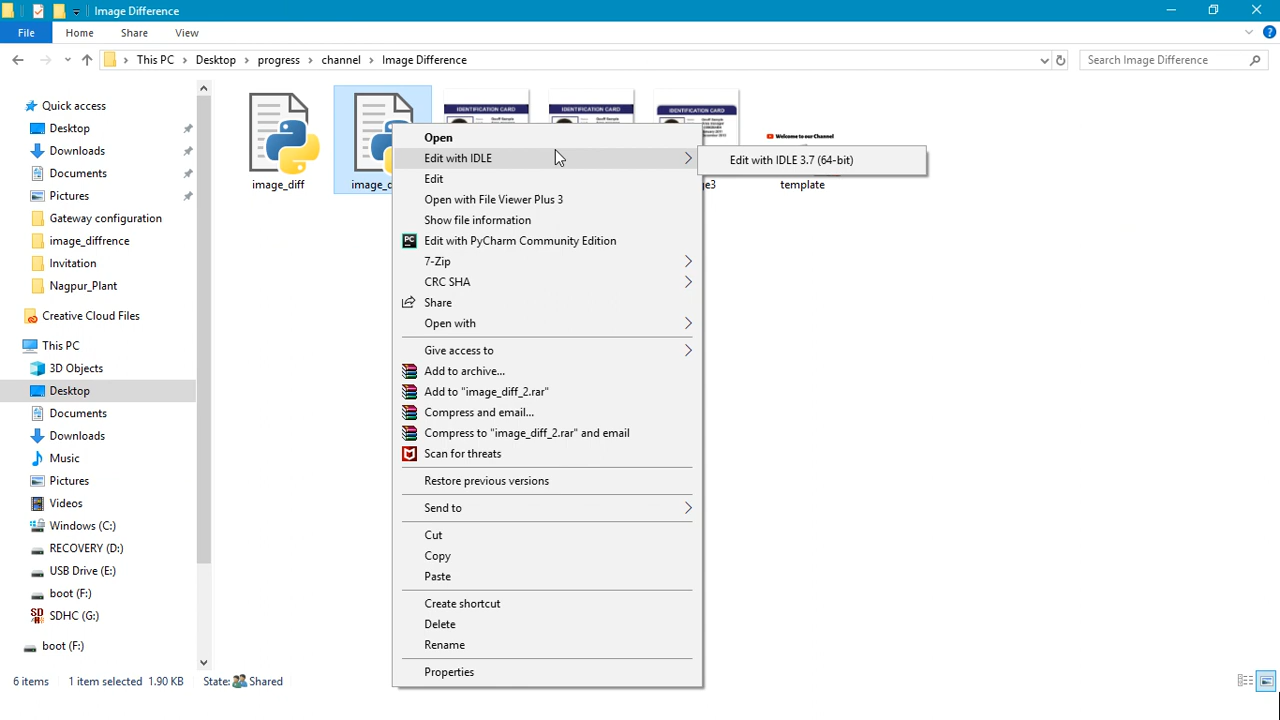 Image Difference
File
Home
Share
View
This PC
Desktop
progress
channel
Image Difference
Search Image Difference
Quick access
Desktop
Downloads
Documents
Pictures
Gateway configuration
image_diffrence
Invitation
Nagpur_Plant
Creative Cloud Files
This PC
3D Objects
Desktop
Documents
Downloads
Music
Pictures
Videos
Windows (C:)
RECOVERY (D:)
USB Drive (E:)
boot (F:)
SDHC (G:)
boot (F:)
image_diff
image_d
IDENTIFICATION CARD
IDENTIFICATION CARD
IDENTIFICATION CARD
Welcome to our Channel
template
Open
Edit with IDLE
Edit with IDLE 3.7 (64-bit)
Edit
Open with File Viewer Plus 3
Show file information
PC
Edit with PyCharm Community Edition
7-Zip
CRC SHA
Share
Open with
Give access to
Add to archive...
Add to "image_diff_2.rar"
Compress and email...
Compress to "image_diff_2.rar" and email
Scan for threats
Restore previous versions
Send to
Cut
Copy
Paste
Create shortcut
Delete
Rename
Properties
6 items
1 item selected 1.90 KB
State:
Shared